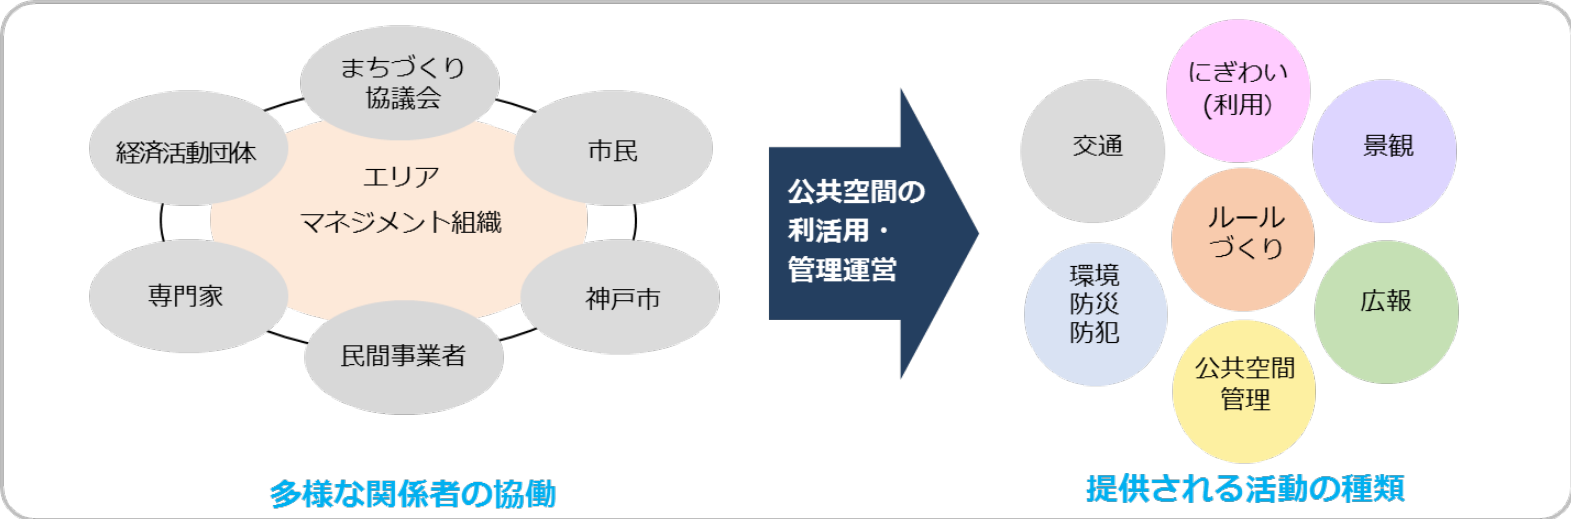 まちづくり
協議会
経済活動団体
市民
エリア
マネジメント組織
専門家
神戸市
民間事業者
多様な関係者の協働
公共空間の
利活用・
管理運営
にぎわい
(利用)
交通
景観
ルール
づくり
環境
防災
防犯
広報
公共空間
管理
提供される活動の種類